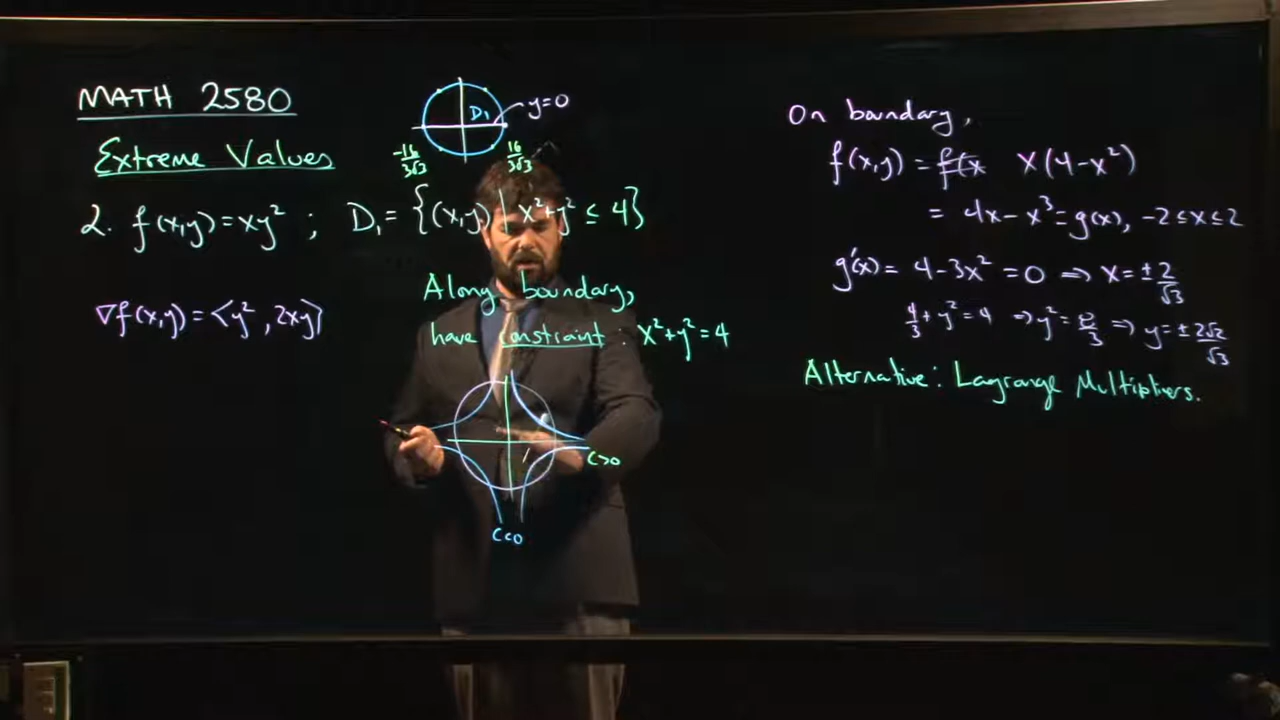 MATH 2580
Extreme Values
D₁
y=0
-16/3√3
16/3√3
2. f(x,y)=xy² ; D₁ = {(x,y) | x²+y² ≤ 4}
∇f(x,y)=⟨y², 2xy⟩
Along boundary,
have constraint : x²+y²=4
C>0
C<0
On boundary,
f(x,y) = f(x x(4-x²)
= 4x-x³=g(x), -2≤x≤2
g'(x) = 4-3x² =0 ⇒ x=±2/√3
4/3+y²=4 ⇒y²=8/3 ⇒ y=±2√2/√3
Alternative: Lagrange Multipliers.